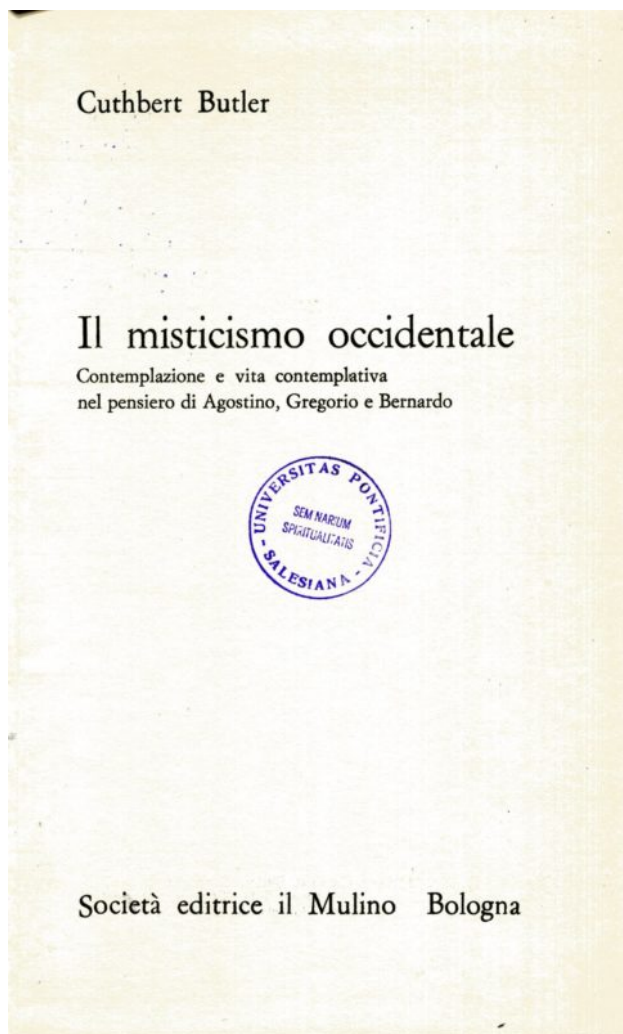 Cuthbert Butler
Il misticismo occidentale
Contemplazione e vita contemplativa
nel pensiero di Agostino, Gregorio e Bernardo
UNIVERSITAS PONTIFICIA
SALESIANA
SEMINARIUM
SPIRITUALITATIS
Società editrice il Mulino Bologna